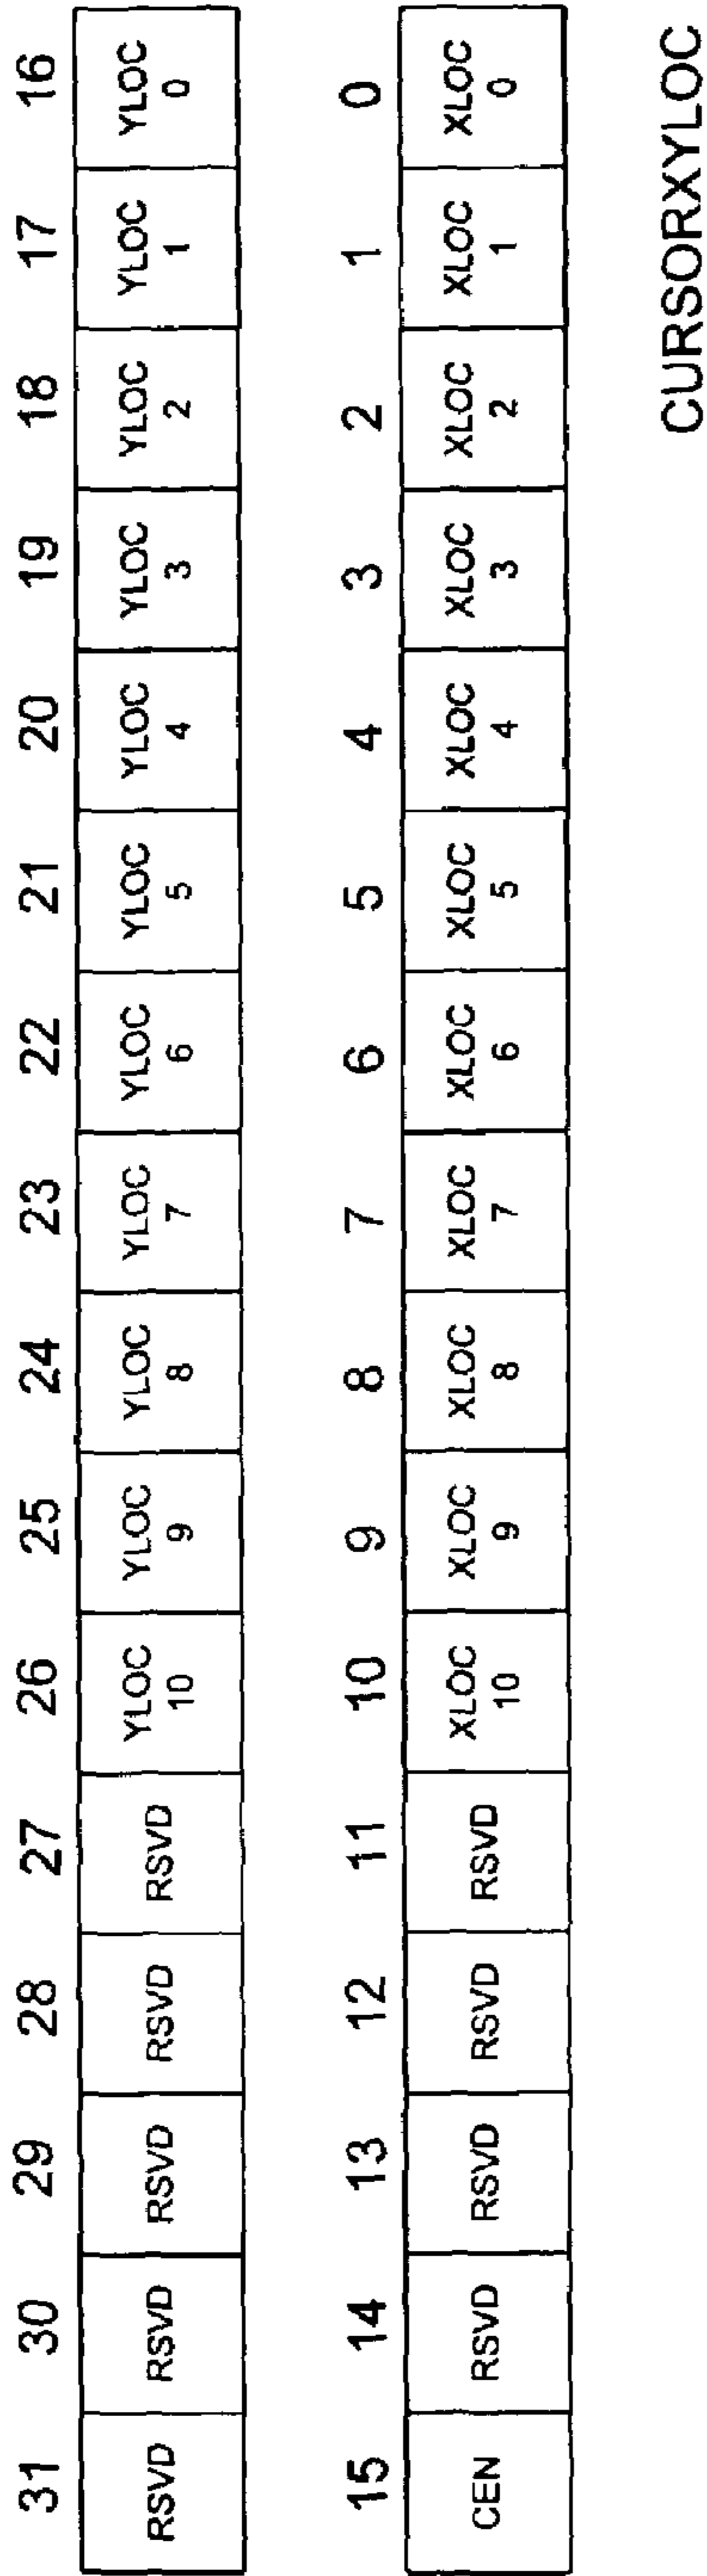 31 30 29 28 27 26 25 24 23 22 21 20 19 18 17 16
RSVD RSVD RSVD RSVD RSVD YLOC YLOC YLOC YLOC YLOC YLOC YLOC YLOC YLOC YLOC YLOC
10 9 8 7 6 5 4 3 2 1 0
15 14 13 12 11 10 9 8 7 6 5 4 3 2 1 0
CEN RSVD RSVD RSVD RSVD XLOC XLOC XLOC XLOC XLOC XLOC XLOC XLOC XLOC XLOC XLOC
10 9 8 7 6 5 4 3 2 1 0
CURSORXYLOC